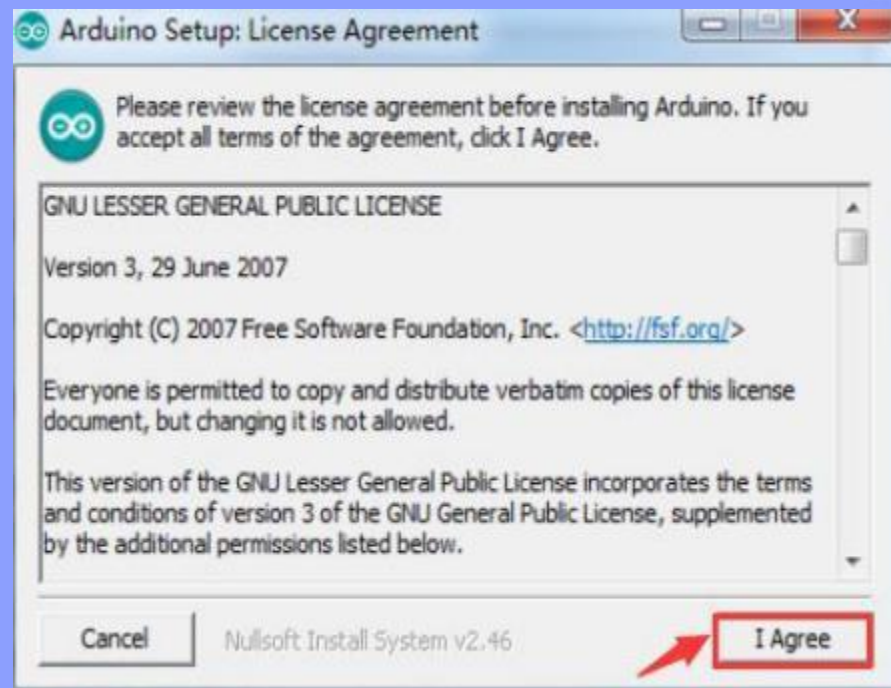 Arduino Setup: License Agreement
Please review the license agreement before installing Arduino. If you
accept all terms of the agreement, click I Agree.
GNU LESSER GENERAL PUBLIC LICENSE
Version 3, 29 June 2007
Copyright (C) 2007 Free Software Foundation, Inc. <http://fsf.org/>
Everyone is permitted to copy and distribute verbatim copies of this license
document, but changing it is not allowed.
This version of the GNU Lesser General Public License incorporates the terms
and conditions of version 3 of the GNU General Public License, supplemented
by the additional permissions listed below.
Cancel
Nullsoft Install System v2.46
I Agree